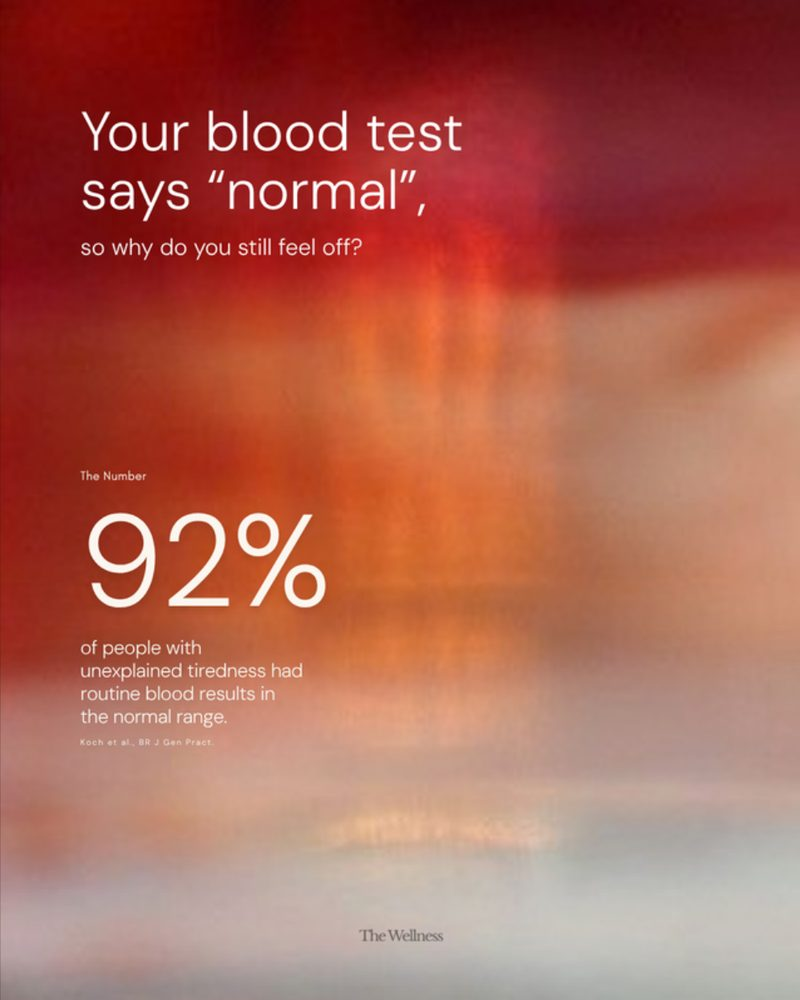 Your blood test
says “normal”,
so why do you still feel off?
The Number
92%
of people with
unexplained tiredness had
routine blood results in
the normal range.
Koch et al., BR J Gen Pract.
The Wellness